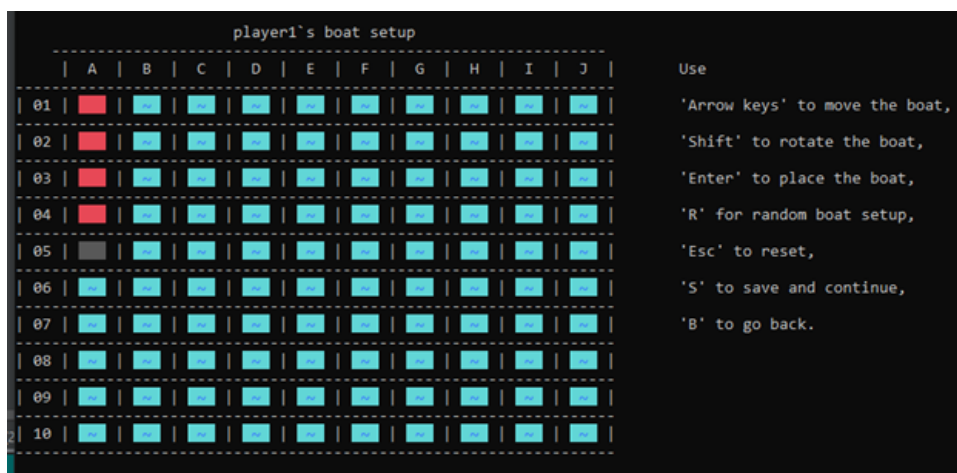 player1`s boat setup
| A | B | C | D | E | F | G | H | I | J |
Use
| 01 | | ~ | ~ | ~ | ~ | ~ | ~ | ~ | ~ | ~ |
'Arrow keys' to move the boat,
| 02 | | ~ | ~ | ~ | ~ | ~ | ~ | ~ | ~ | ~ |
'Shift' to rotate the boat,
| 03 | | ~ | ~ | ~ | ~ | ~ | ~ | ~ | ~ | ~ |
'Enter' to place the boat,
| 04 | | ~ | ~ | ~ | ~ | ~ | ~ | ~ | ~ | ~ |
'R' for random boat setup,
| 05 | | ~ | ~ | ~ | ~ | ~ | ~ | ~ | ~ | ~ |
'Esc' to reset,
| 06 | ~ | ~ | ~ | ~ | ~ | ~ | ~ | ~ | ~ | ~ |
'S' to save and continue,
| 07 | ~ | ~ | ~ | ~ | ~ | ~ | ~ | ~ | ~ | ~ |
'B' to go back.
| 08 | ~ | ~ | ~ | ~ | ~ | ~ | ~ | ~ | ~ | ~ |
| 09 | ~ | ~ | ~ | ~ | ~ | ~ | ~ | ~ | ~ | ~ |
| 10 | ~ | ~ | ~ | ~ | ~ | ~ | ~ | ~ | ~ | ~ |